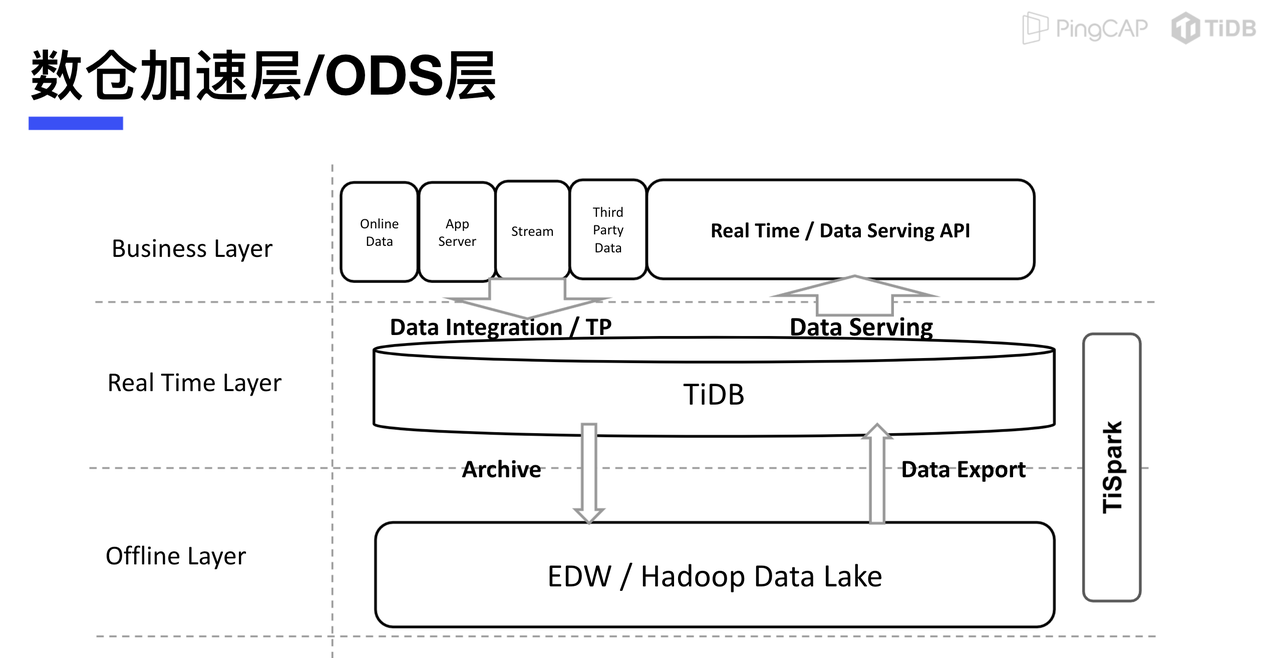 PingCAP TiDB
数仓加速层/ODS层
Business Layer
Online
Data
App
Server
Stream
Third
Party
Data
Real Time / Data Serving API
Data Integration / TP
Data Serving
Real Time Layer
TiDB
Archive
Data Export
TiSpark
Offline Layer
EDW / Hadoop Data Lake